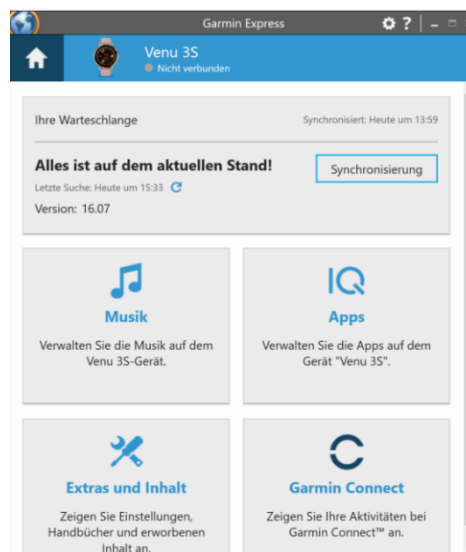 Garmin Express
?
Venu 3S
Nicht verbunden
Ihre Warteschlange
Synchronisiert: Heute um 13:59
Alles ist auf dem aktuellen Stand!
Synchronisierung
Letzte Suche: Heute um 15:33
Version: 16.07
Musik
Verwalten Sie die Musik auf dem
Venu 3S-Gerät.
IQ
Apps
Verwalten Sie die Apps auf dem
Gerät "Venu 3S".
Extras und Inhalt
Zeigen Sie Einstellungen,
Handbücher und erworbenen
Inhalt an.
Garmin Connect
Zeigen Sie Ihre Aktivitäten bei
Garmin Connect™ an.